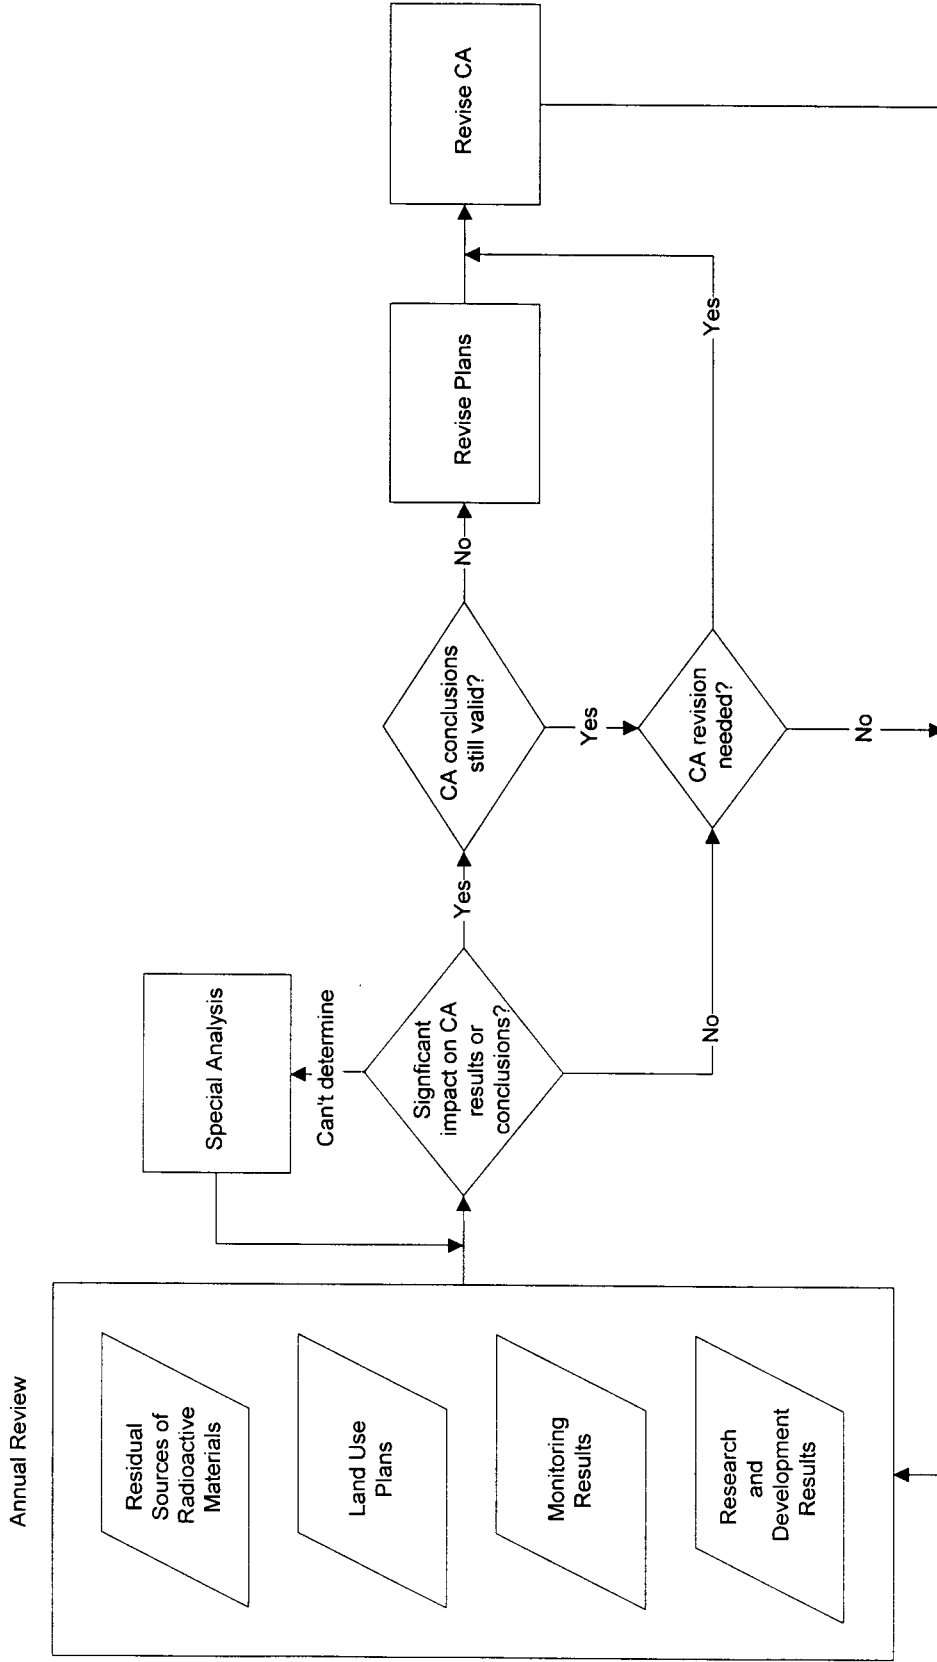 Annual Review
Residual
Sources of
Radioactive
Materials
Land Use
Plans
Monitoring
Results
Research
and
Development
Results
Special Analysis
Can't determine
Signficant
impact on CA
results or
conclusions?
Yes
No
CA conclusions
still valid?
No
Yes
CA revision
needed?
Yes
No
Revise Plans
Revise CA